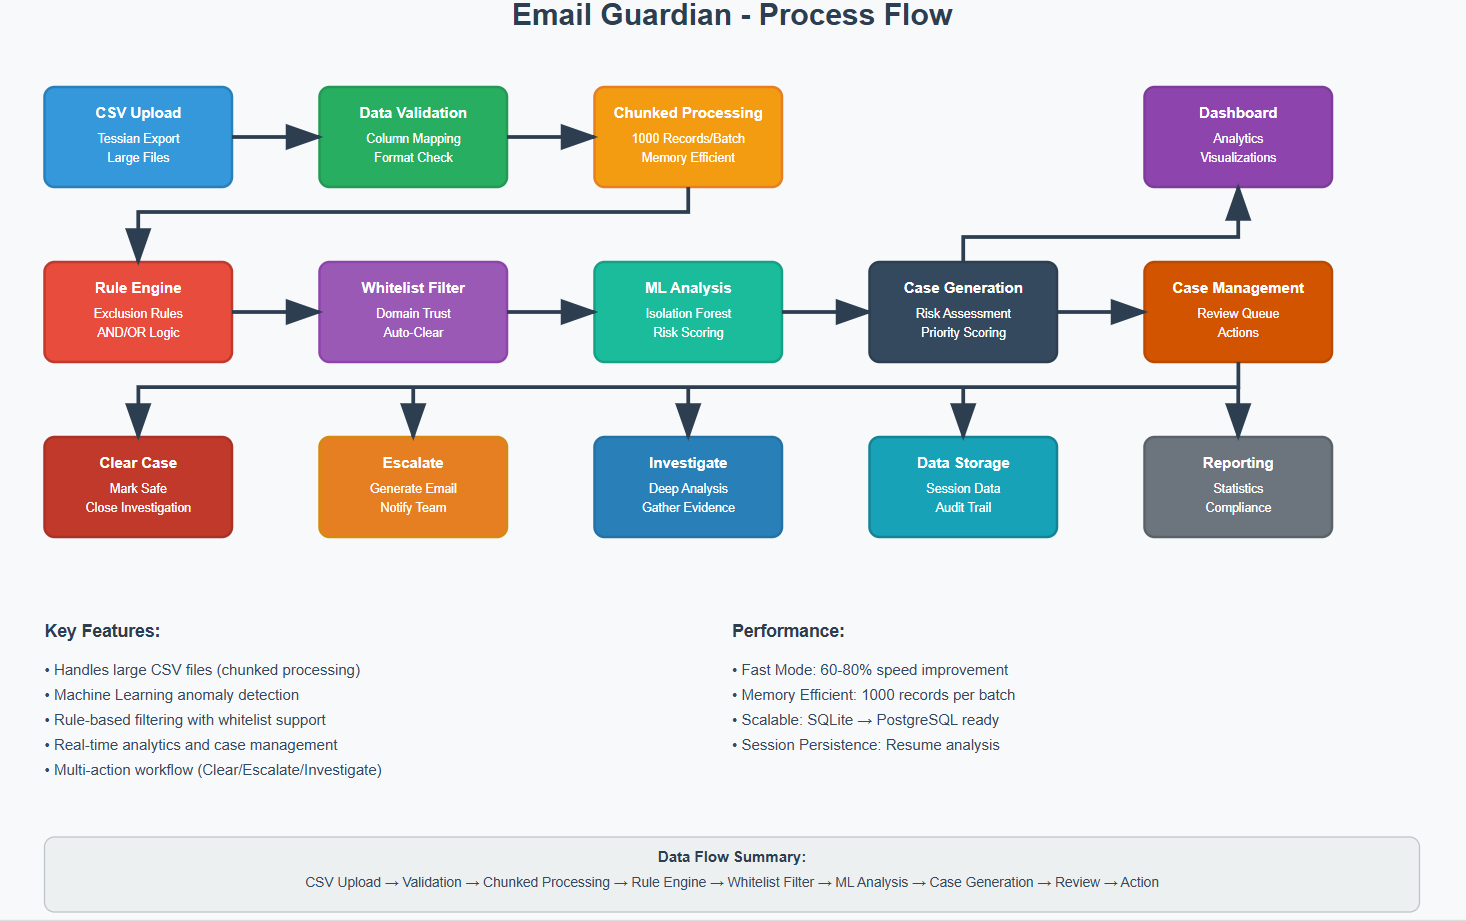 Email Guardian - Process Flow
CSV Upload
Tessian Export
Large Files
Data Validation
Column Mapping
Format Check
Chunked Processing
1000 Records/Batch
Memory Efficient
Dashboard
Analytics
Visualizations
Rule Engine
Exclusion Rules
AND/OR Logic
Whitelist Filter
Domain Trust
Auto-Clear
ML Analysis
Isolation Forest
Risk Scoring
Case Generation
Risk Assessment
Priority Scoring
Case Management
Review Queue
Actions
Clear Case
Mark Safe
Close Investigation
Escalate
Generate Email
Notify Team
Investigate
Deep Analysis
Gather Evidence
Data Storage
Session Data
Audit Trail
Reporting
Statistics
Compliance
Key Features:
• Handles large CSV files (chunked processing)
• Machine Learning anomaly detection
• Rule-based filtering with whitelist support
• Real-time analytics and case management
• Multi-action workflow (Clear/Escalate/Investigate)
Performance:
• Fast Mode: 60-80% speed improvement
• Memory Efficient: 1000 records per batch
• Scalable: SQLite → PostgreSQL ready
• Session Persistence: Resume analysis
Data Flow Summary:
CSV Upload → Validation → Chunked Processing → Rule Engine → Whitelist Filter → ML Analysis → Case Generation → Review → Action